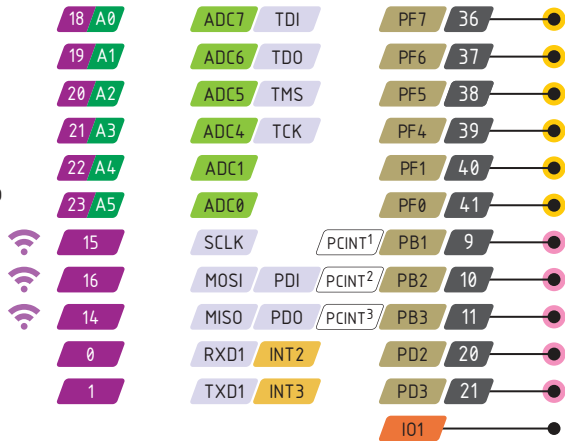 18 A0 ADC7 TDI PF7 36
19 A1 ADC6 TDO PF6 37
20 A2 ADC5 TMS PF5 38
21 A3 ADC4 TCK PF4 39
22 A4 ADC1 PF1 40
23 A5 ADC0 PF0 41
15 SCLK PCINT1 PB1 9
16 MOSI PDI PCINT2 PB2 10
14 MISO PDO PCINT3 PB3 11
0 RXD1 INT2 PD2 20
1 TXD1 INT3 PD3 21
IO1